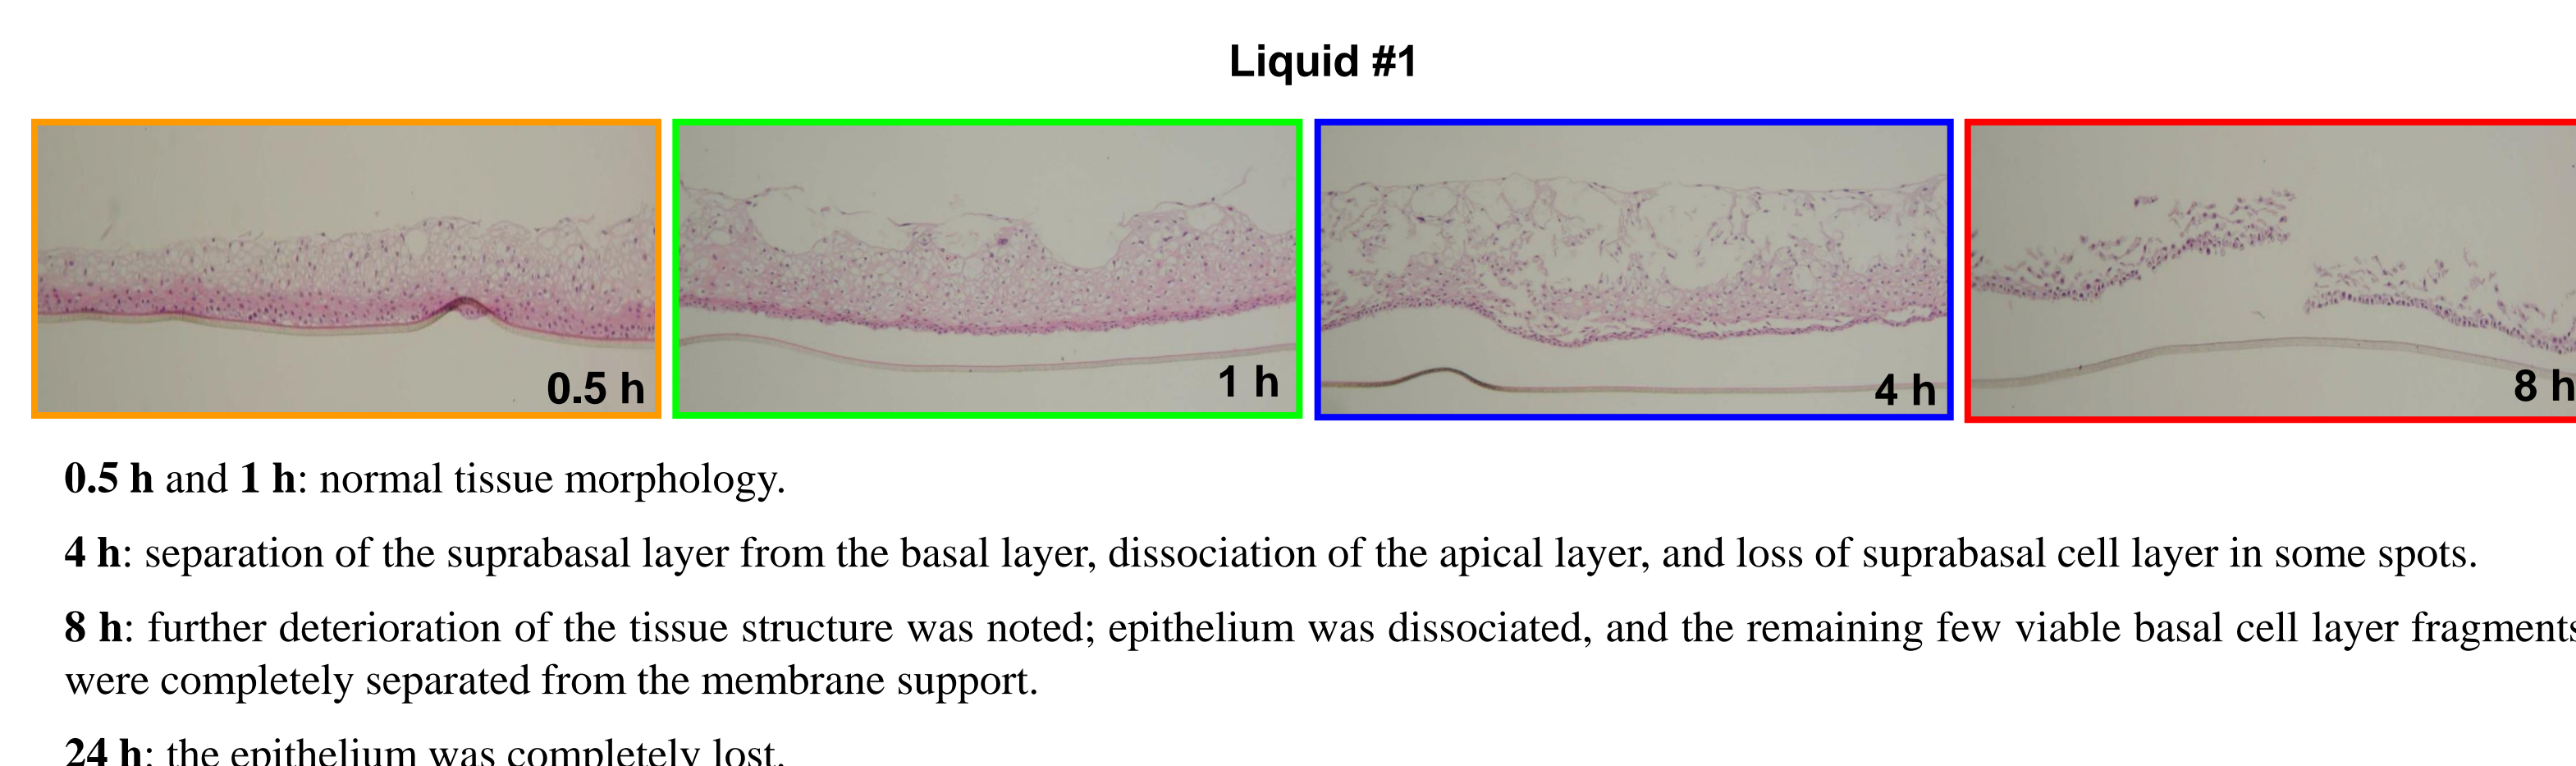 Liquid #1
0.5 h
1 h
4 h
8 h
0.5 h and 1 h: normal tissue morphology.
4 h: separation of the suprabasal layer from the basal layer, dissociation of the apical layer, and loss of suprabasal cell layer in some spots.
8 h: further deterioration of the tissue structure was noted; epithelium was dissociated, and the remaining few viable basal cell layer fragments
were completely separated from the membrane support.
24 h: the epithelium was completely lost.